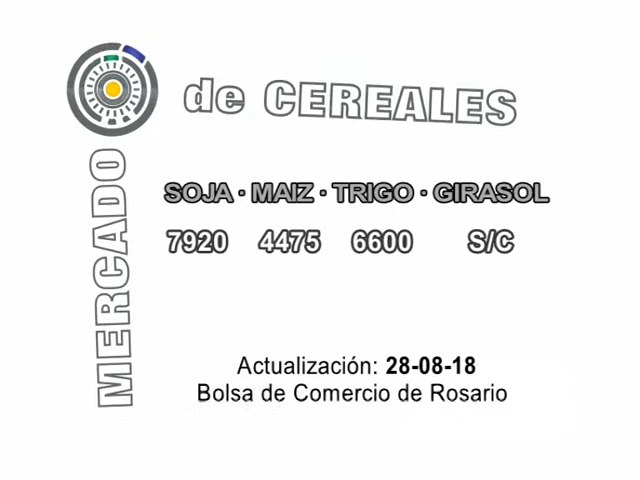 MERCADO
de CEREALES
SOJA · MAIZ · TRIGO · GIRASOL
7920 4475 6600 S/C
Actualización: 28-08-18
Bolsa de Comercio de Rosario